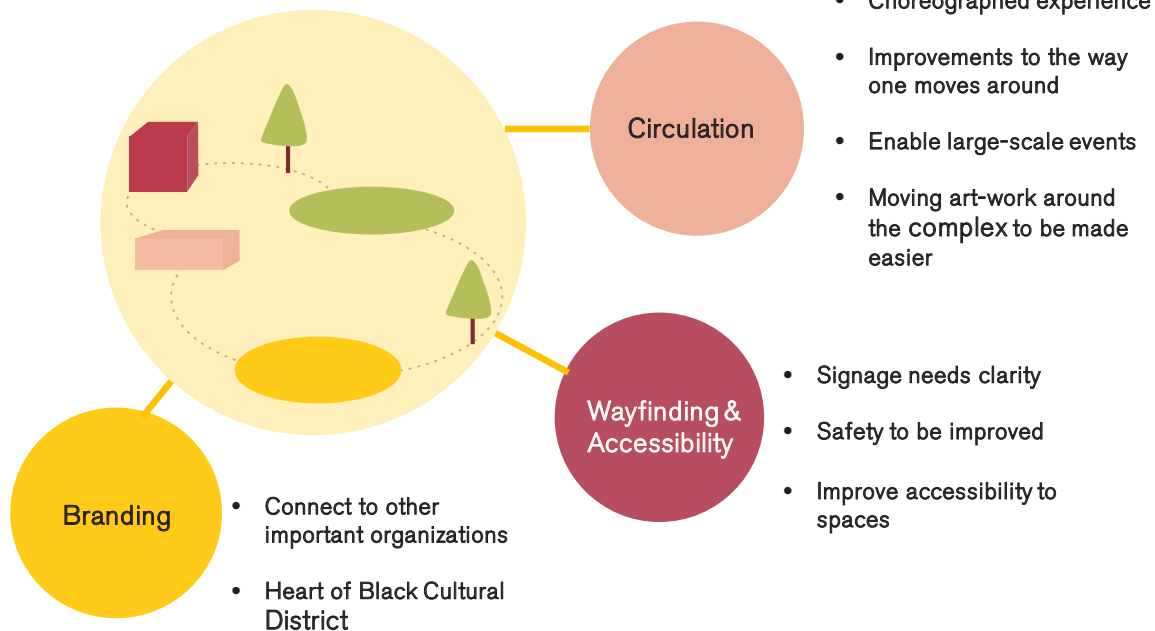 • Choreographed experience
• Improvements to the way
one moves around
• Enable large-scale events
• Moving art-work around
the complex to be made
easier
Circulation
Wayfinding &
Accessibility
• Signage needs clarity
• Safety to be improved
• Improve accessibility to
spaces
Branding
• Connect to other
important organizations
• Heart of Black Cultural
District